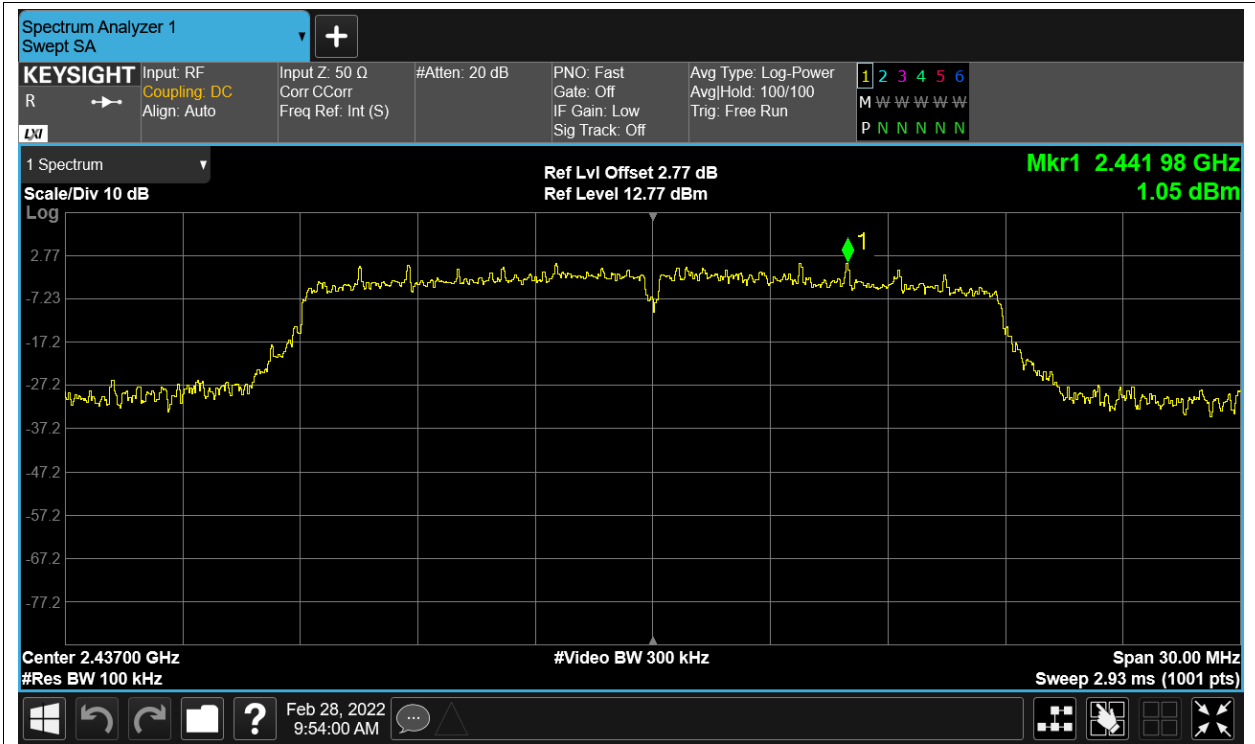 Spectrum Analyzer 1
Swept SA
+
KEYSIGHT Input: RF Input Z: 50 Ω #Atten: 20 dB PNO: Fast Avg Type: Log-Power 1 2 3 4 5 6
R Coupling: DC Corr CCorr Gate: Off Avg|Hold: 100/100 M W W W W W
Align: Auto Freq Ref: Int (S) IF Gain: Low Trig: Free Run
LXI Sig Track: Off P N N N N N
1 Spectrum Ref Lvl Offset 2.77 dB Mkr1 2.441 98 GHz
Scale/Div 10 dB Ref Level 12.77 dBm 1.05 dBm
Log
1
2.77
-7.23
-17.2
-27.2
-37.2
-47.2
-57.2
-67.2
-77.2
Center 2.43700 GHz #Video BW 300 kHz Span 30.00 MHz
#Res BW 100 kHz Sweep 2.93 ms (1001 pts)
? Feb 28, 2022
9:54:00 AM